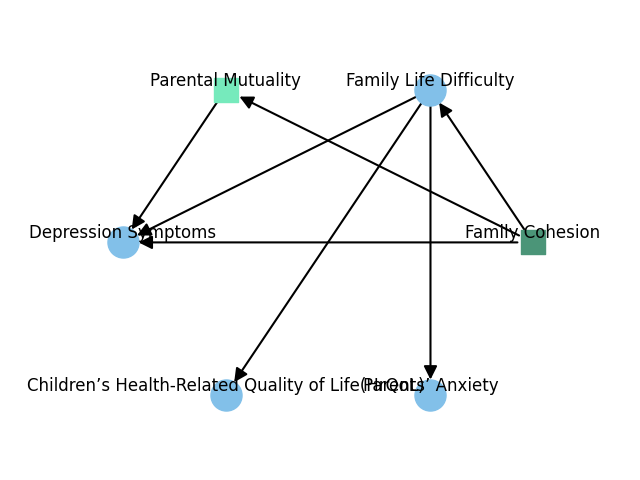 Parental Mutuality
Family Life Difficulty
Depression Symptoms
Family Cohesion
Children’s Health-Related Quality of Life (HrQoL)
Parents’ Anxiety